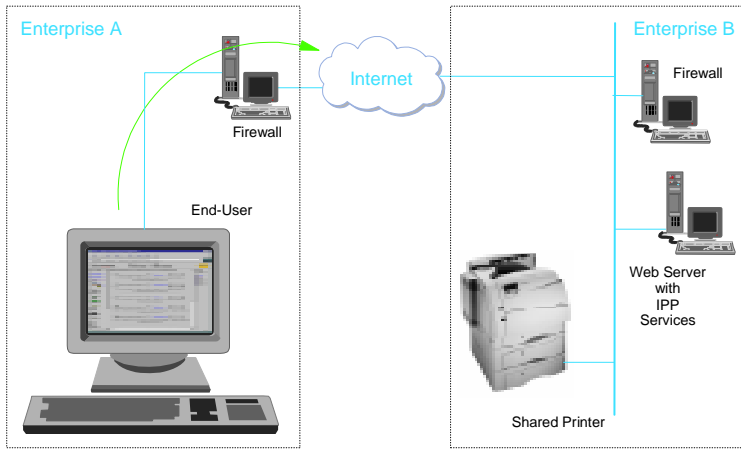 Enterprise A
Enterprise B
Internet
Firewall
Firewall
End-User
Web Server
with
IPP
Services
Shared Printer